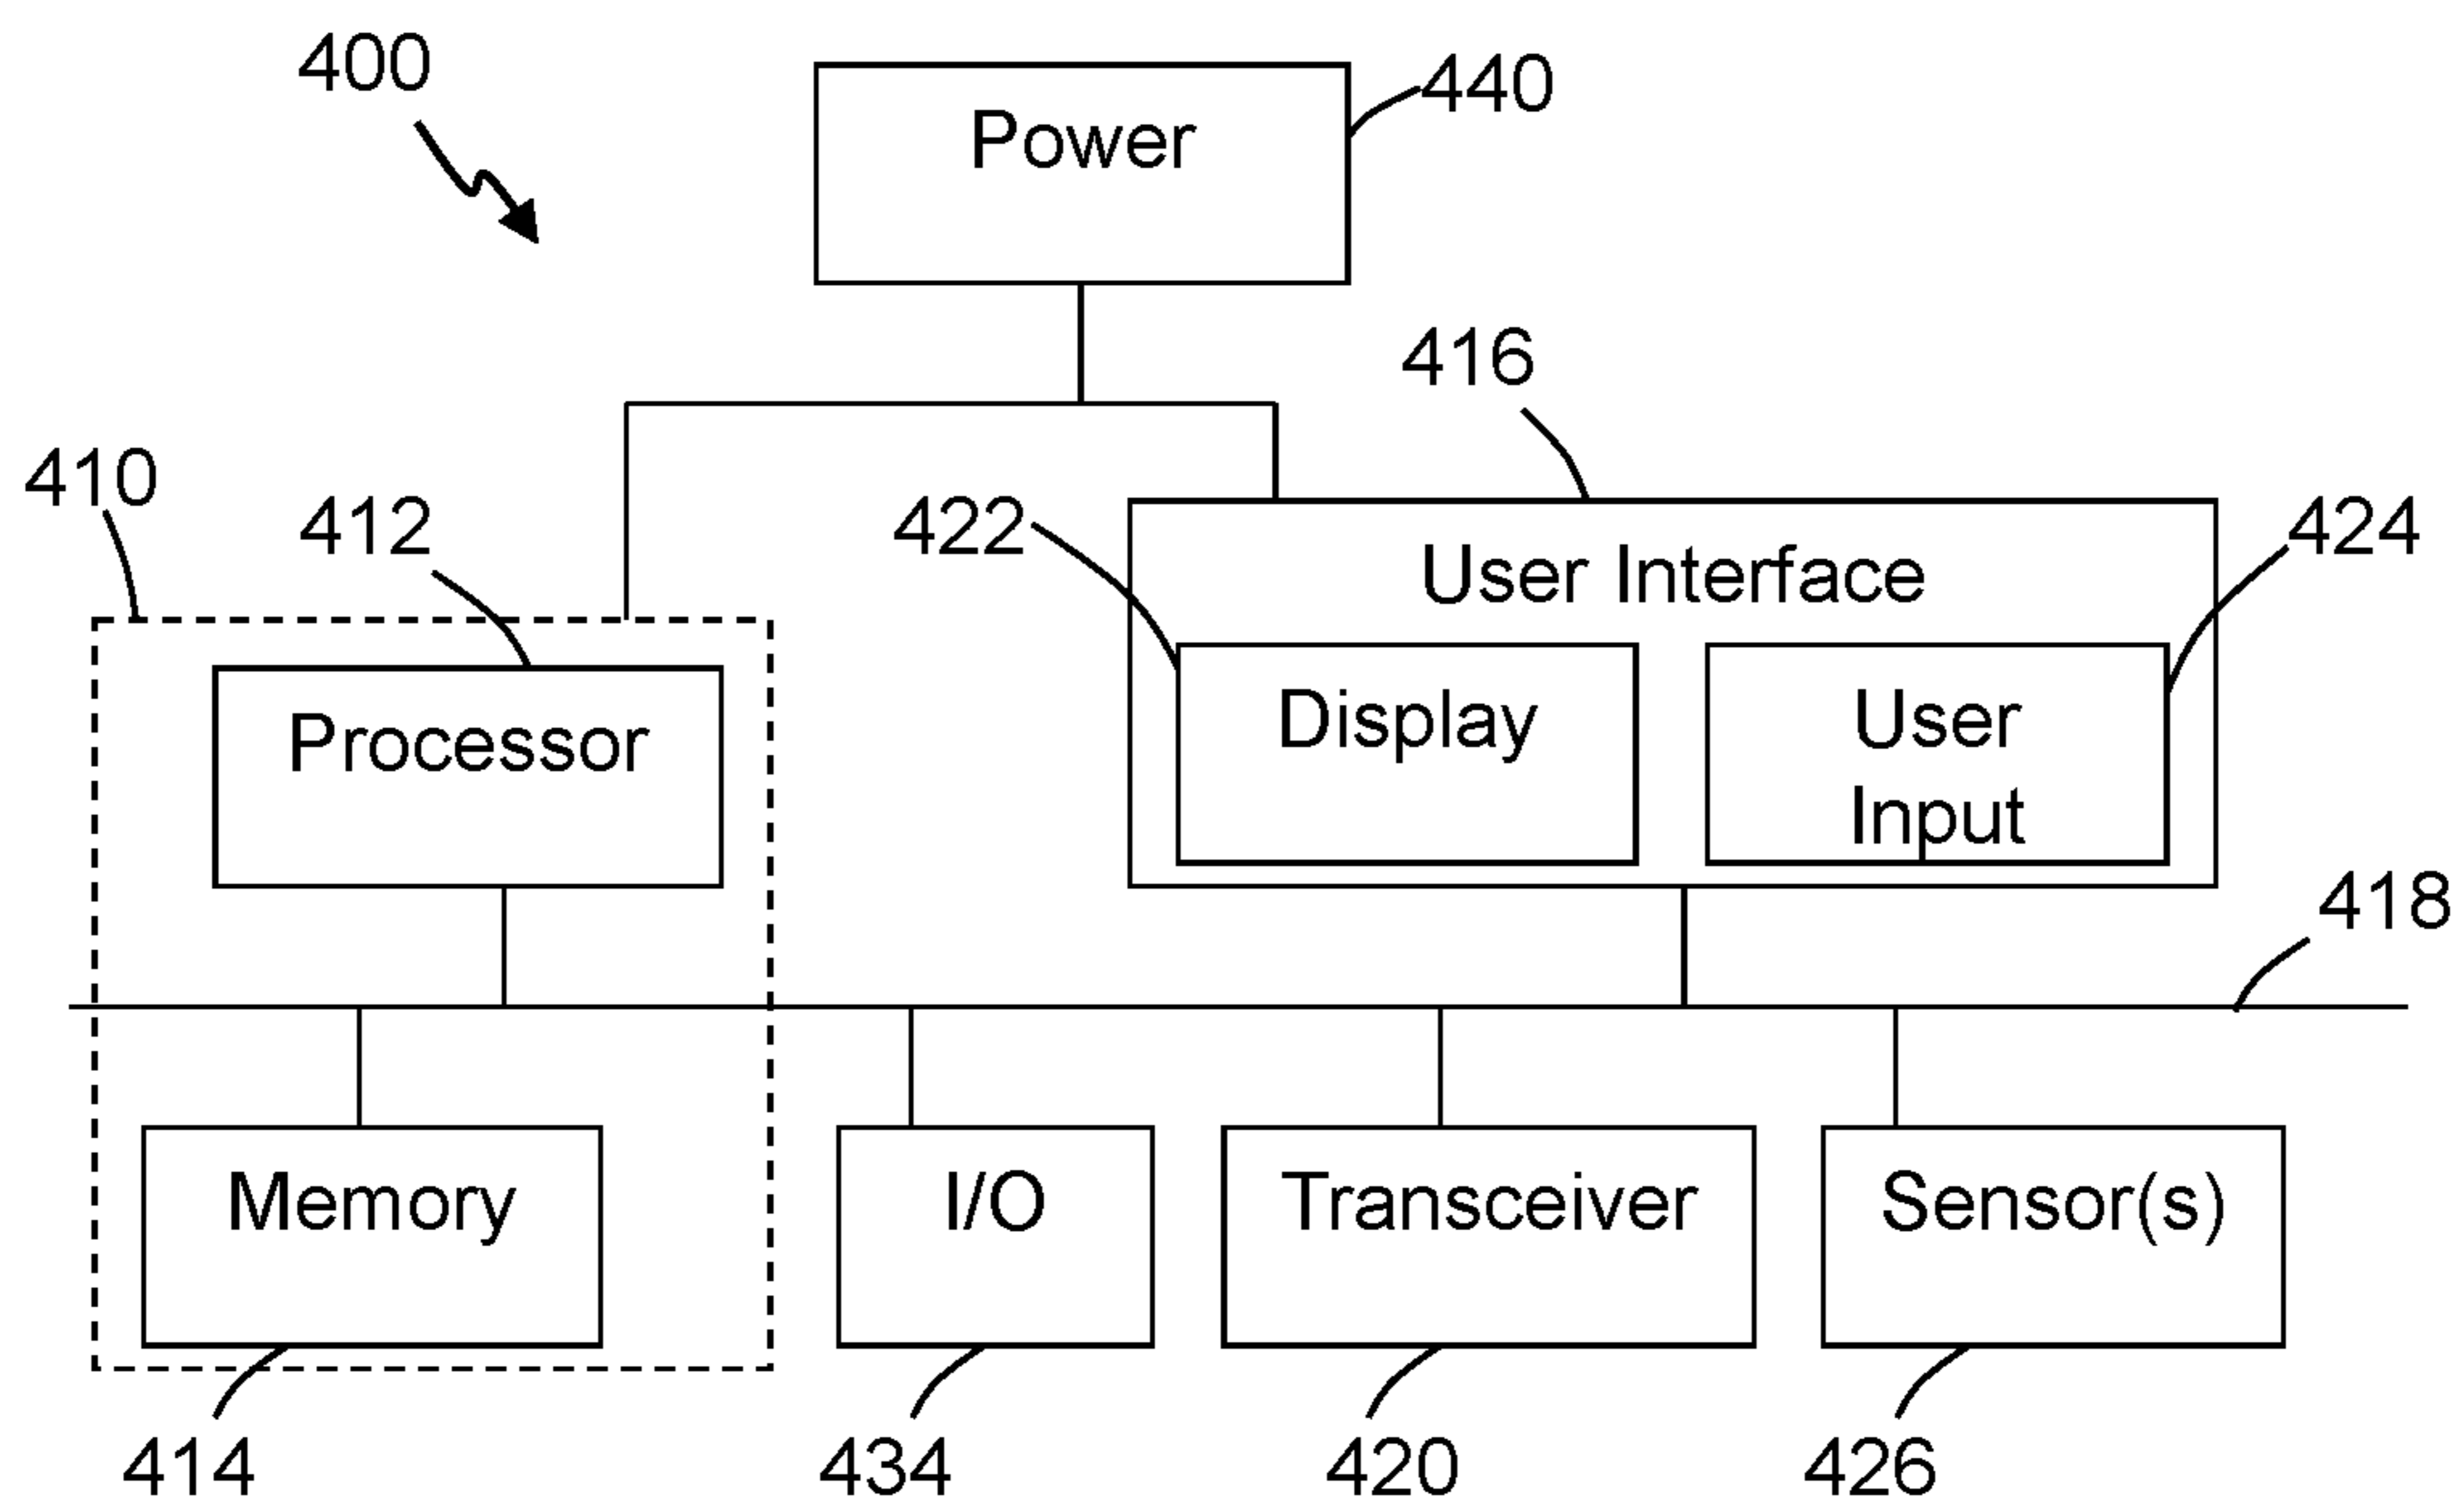 400
Power
440
416
410
412
422
User Interface
424
Processor
Display
User
Input
418
Memory
I/O
Transceiver
Sensor(s)
414
434
420
426